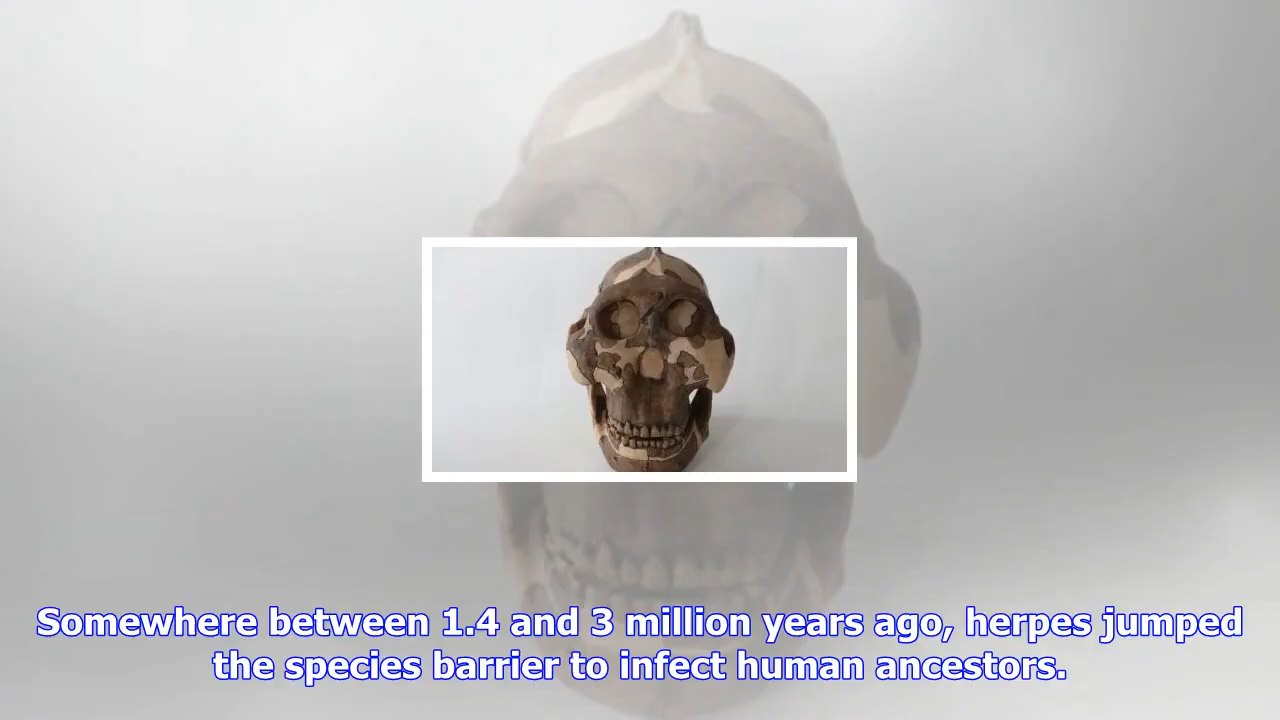 Somewhere between 1.4 and 3 million years ago, herpes jumped
the species barrier to infect human ancestors.